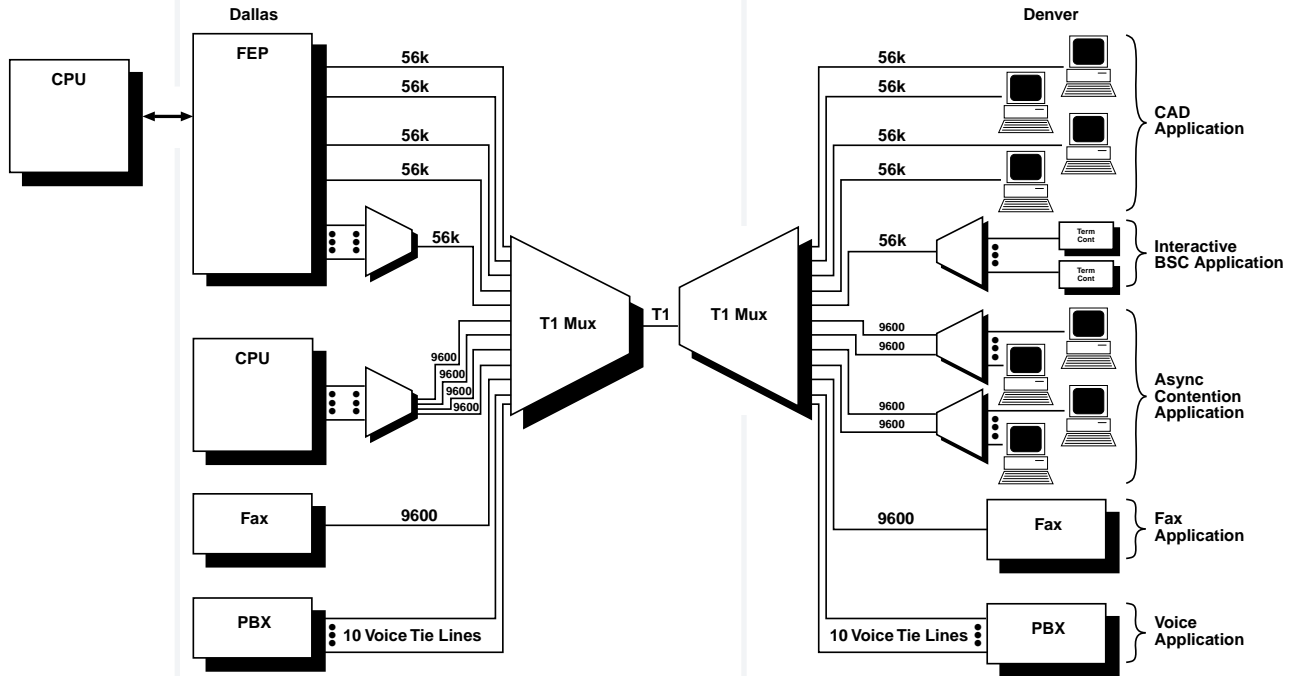 Dallas
Denver
CPU
FEP
56k
56k
56k
56k
56k
CPU
9600
9600
9600
9600
Fax
9600
PBX
10 Voice Tie Lines
T1 Mux
T1
T1 Mux
56k
56k
56k
56k
56k
Term
Cont
Term
Cont
9600
9600
9600
9600
9600
Fax
10 Voice Tie Lines
PBX
CAD
Application
Interactive
BSC Application
Async
Contention
Application
Fax
Application
Voice
Application